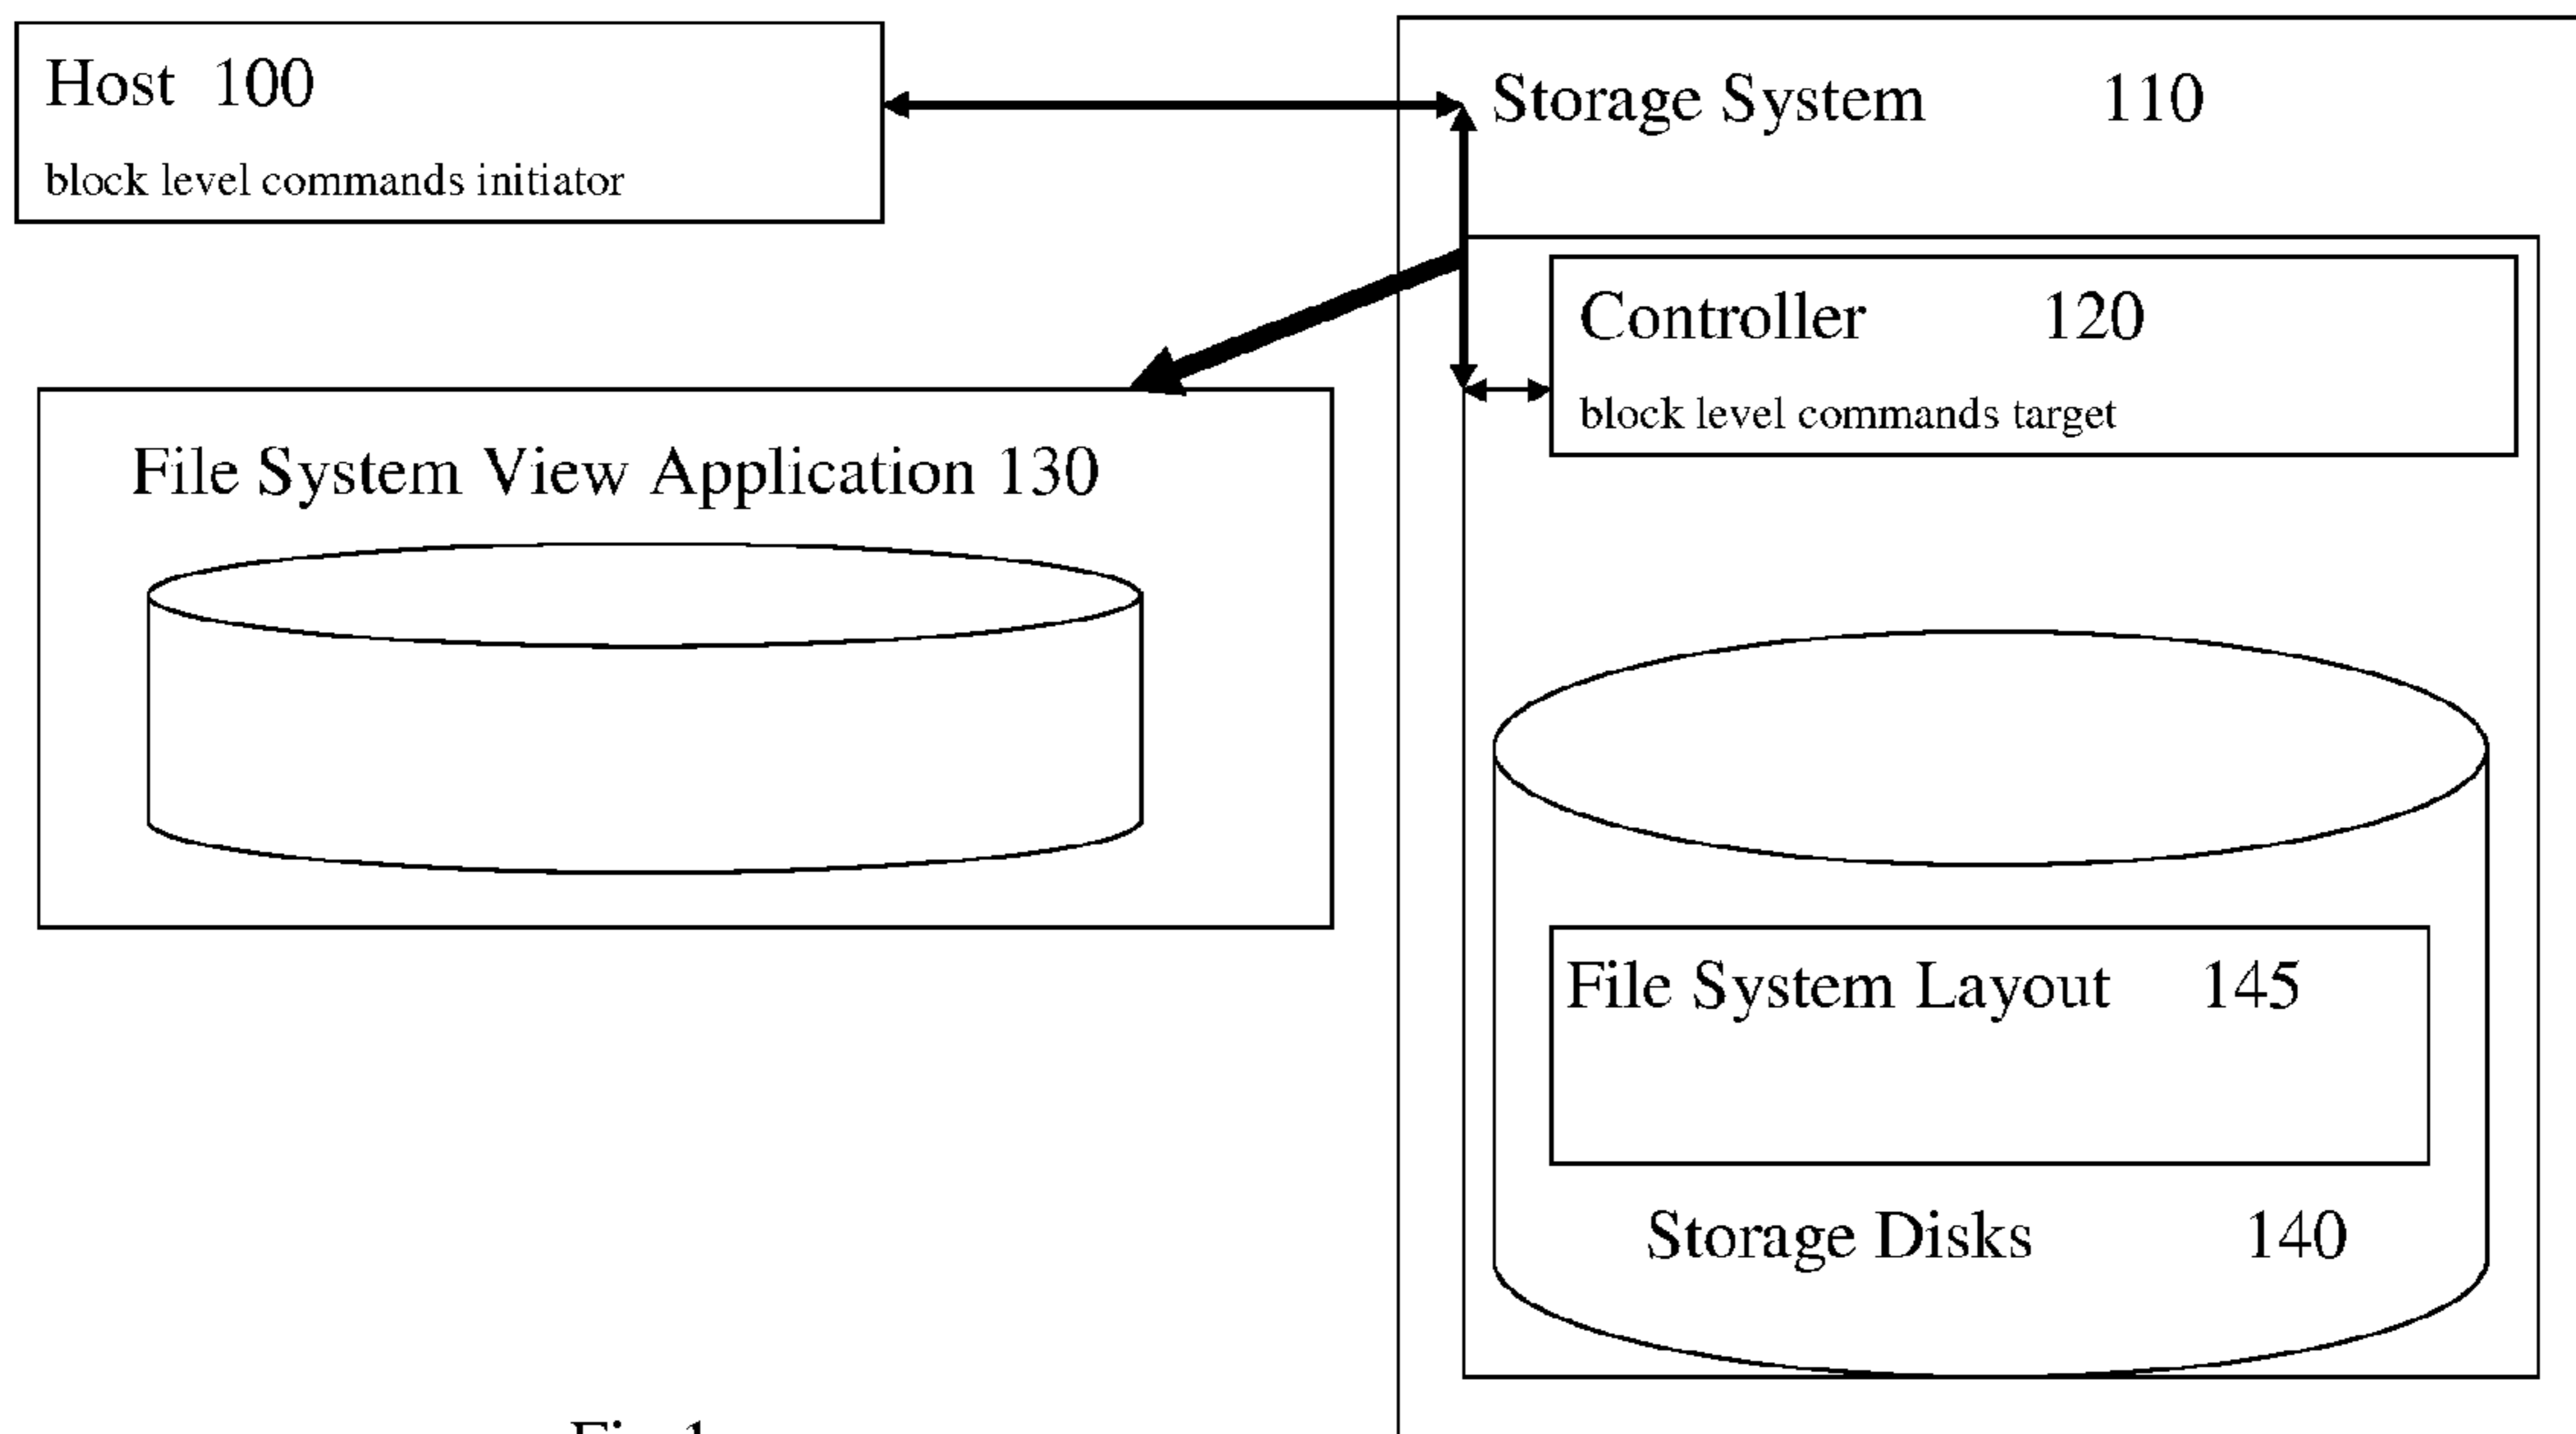 Host 100
block level commands initiator
Storage System 110
Controller 120
block level commands target
File System View Application 130
File System Layout 145
Storage Disks 140